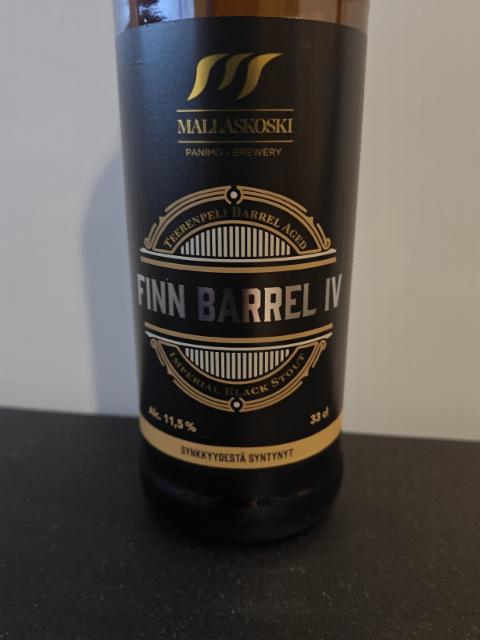 MALLASKOSKI
PANIMO - BREWERY
TEERENPELI BARREL AGED
FINN BARREL IV
IMPERIAL BLACK STOUT
Alc. 11,5 %
33 cl
SYNKKYYDESTÄ SYNTYNYT